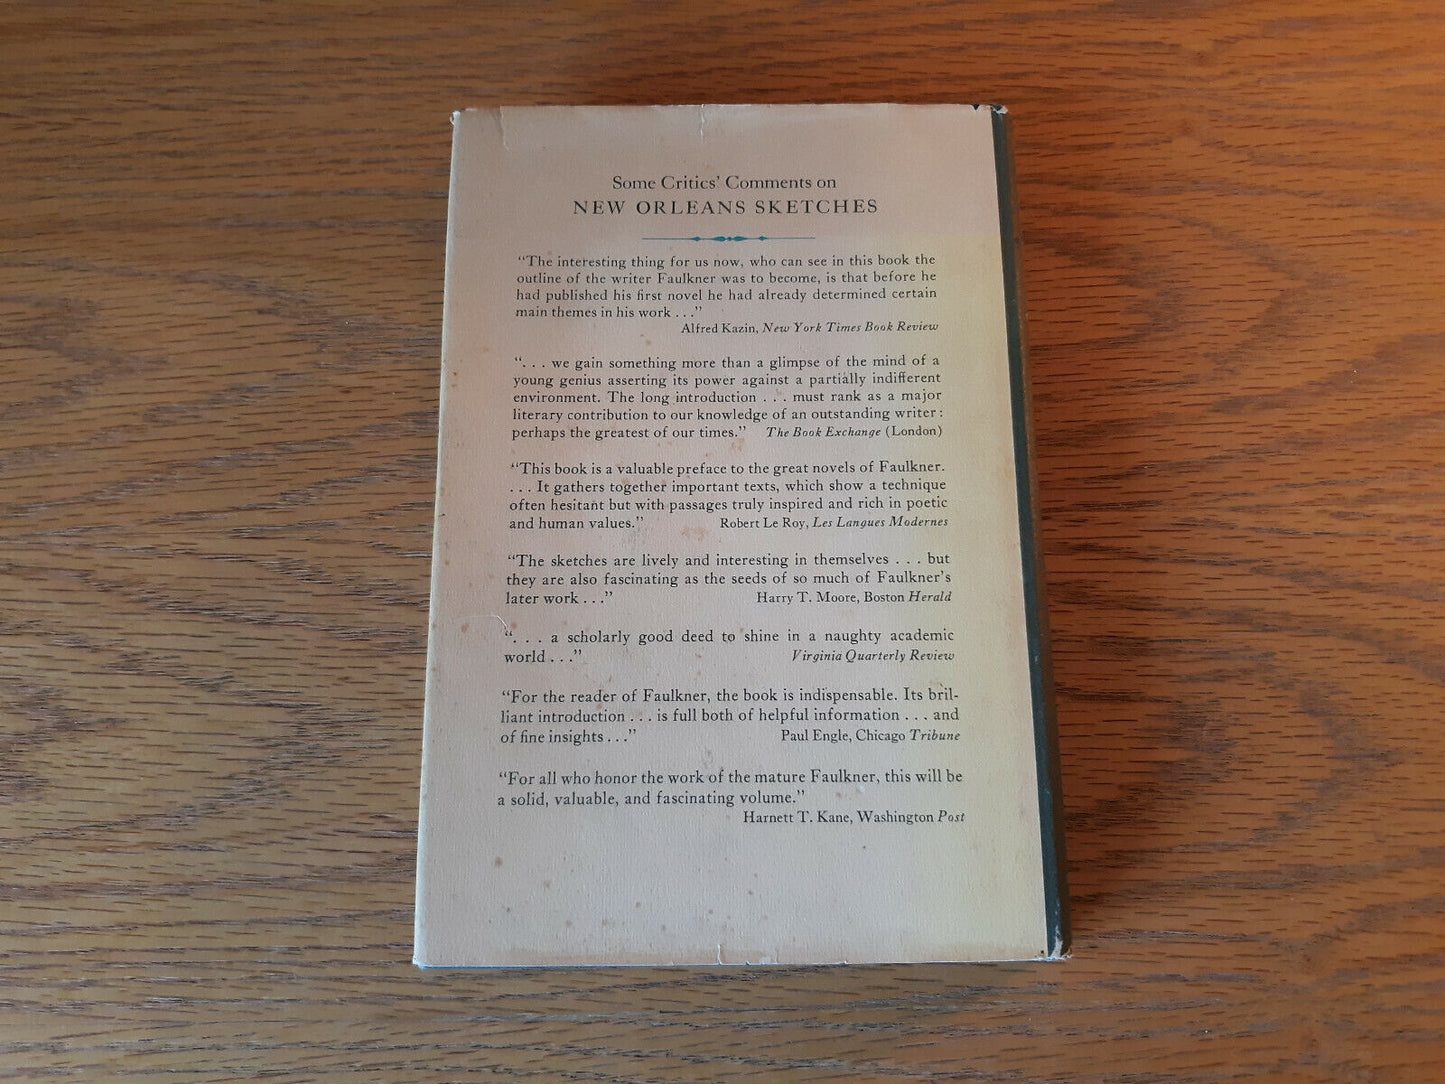 Some Critics’ Comments on
NEW ORLEANS SKETCHES
“The interesting thing for us now, who can see in this book the
outline of the writer Faulkner was to become, is that before he
had published his first novel he had already determined certain
main themes in his work . . .”
Alfred Kazin, New York Times Book Review
“. . . we gain something more than a glimpse of the mind of a
young genius asserting its power against a partially indifferent
environment. The long introduction . . . must rank as a major
literary contribution to our knowledge of an outstanding writer :
perhaps the greatest of our times.” The Book Exchange (London)
“This book is a valuable preface to the great novels of Faulkner.
. . . It gathers together important texts, which show a technique
often hesitant but with passages truly inspired and rich in poetic
and human values.” Robert Le Roy, Les Langues Modernes
“The sketches are lively and interesting in themselves . . . but
they are also fascinating as the seeds of so much of Faulkner’s
later work . . .” Harry T. Moore, Boston Herald
“. . . a scholarly good deed to shine in a naughty academic
world . . .” Virginia Quarterly Review
“For the reader of Faulkner, the book is indispensable. Its bril-
liant introduction . . . is full both of helpful information . . . and
of fine insights . . .” Paul Engle, Chicago Tribune
“For all who honor the work of the mature Faulkner, this will be
a solid, valuable, and fascinating volume.”
Harnett T. Kane, Washington Post